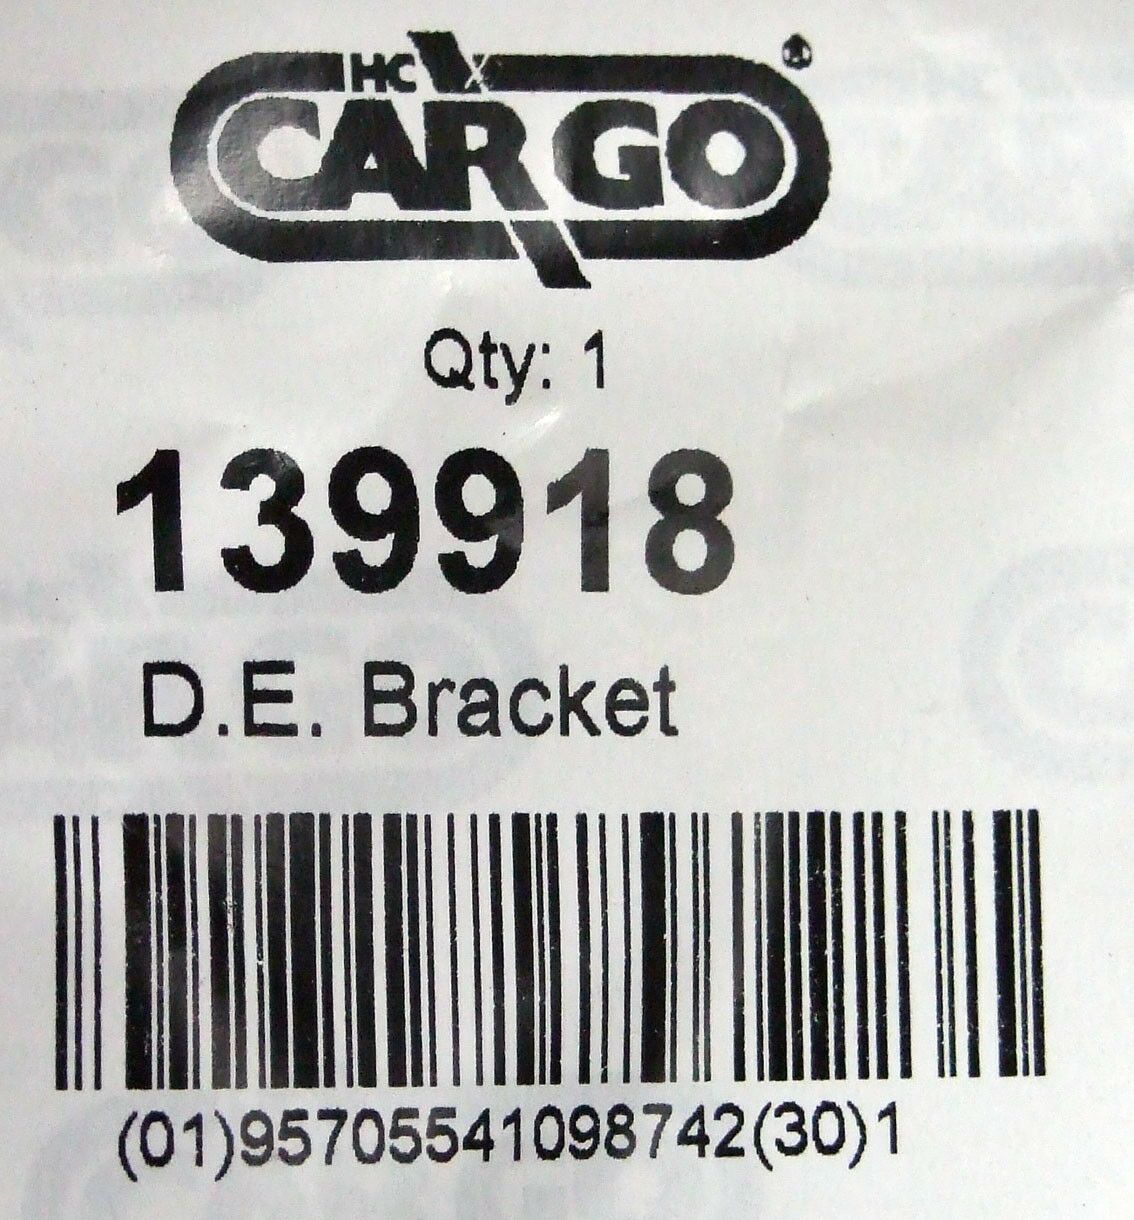 HC
CARGO®
Qty: 1
139918
D.E. Bracket
(01)95705541098742(30)1